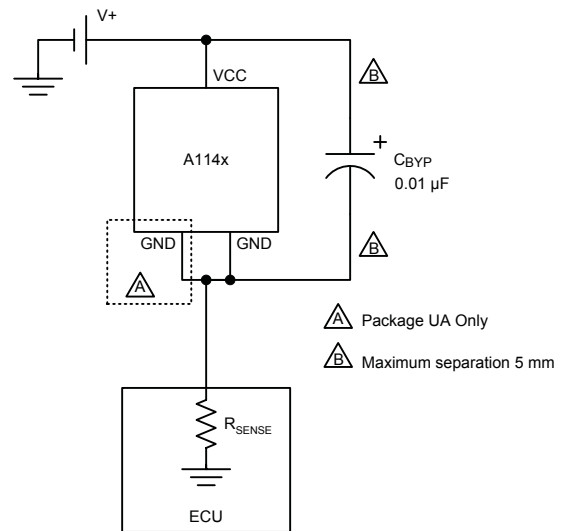 V+
VCC
B
A114x
+
CBYP
0.01 µF
GND GND
B
A
A Package UA Only
B Maximum separation 5 mm
RSENSE
ECU